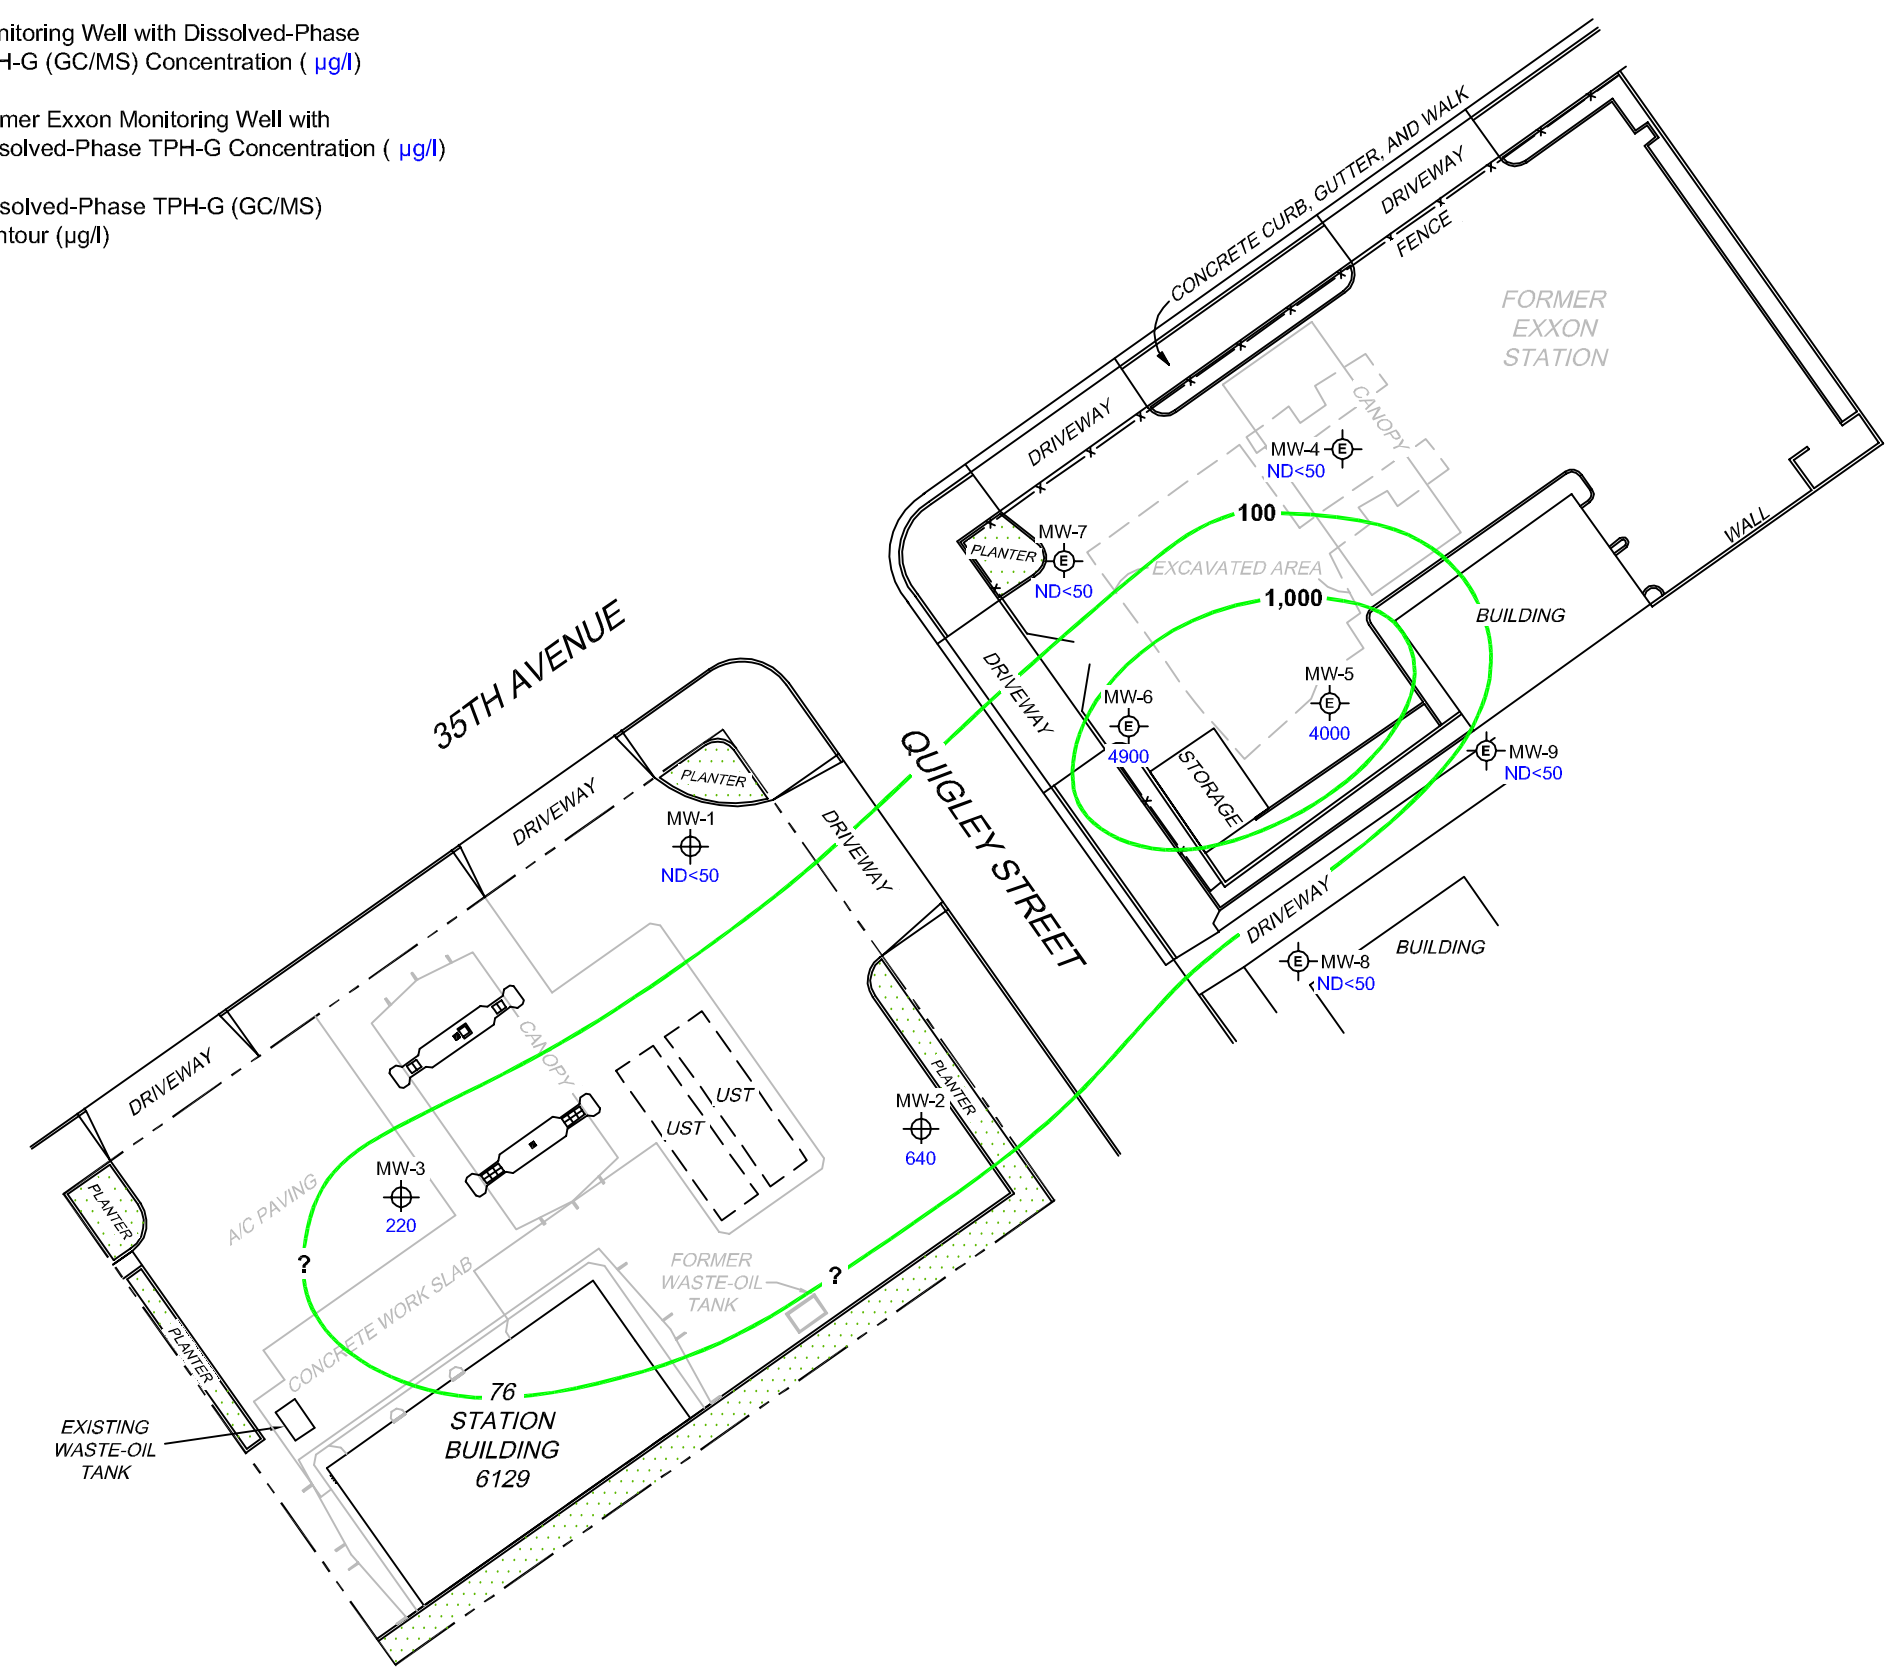 nitoring Well with Dissolved-Phase
H-G (GC/MS) Concentration ( µg/l)
mer Exxon Monitoring Well with
solved-Phase TPH-G Concentration ( µg/l)
solved-Phase TPH-G (GC/MS)
ntour (µg/l)
CONCRETE CURB, GUTTER, AND WALK
DRIVEWAY
FENCE
FORMER
EXXON
STATION
CANOPY
DRIVEWAY
MW-4
E
ND<50
100
MW-7
E
ND<50
PLANTER
EXCAVATED AREA
1,000
WALL
BUILDING
35TH AVENUE
DRIVEWAY
MW-6
E
4900
MW-5
E
4000
STORAGE
E
MW-9
ND<50
QUIGLEY STREET
PLANTER
DRIVEWAY
MW-1
ND<50
DRIVEWAY
DRIVEWAY
BUILDING
E
MW-8
ND<50
CANOPY
DRIVEWAY
UST
UST
PLANTER
MW-2
640
MW-3
220
A/C PAVING
PLANTER
?
?
FORMER
WASTE-OIL
TANK
CONCRETE WORK SLAB
PLANTER
EXISTING
WASTE-OIL
TANK
76
STATION
BUILDING
6129